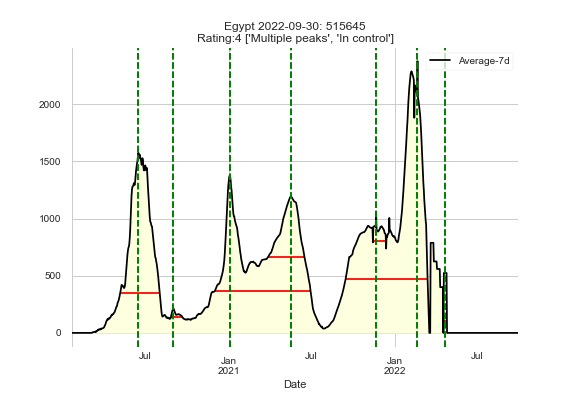 Egypt 2022-09-30: 515645
Rating:4 ['Multiple peaks', 'In control']
Average-7d
2000
1500
1000
500
0
Jul
Jan
2021
Jul
Jan
2022
Jul
Date